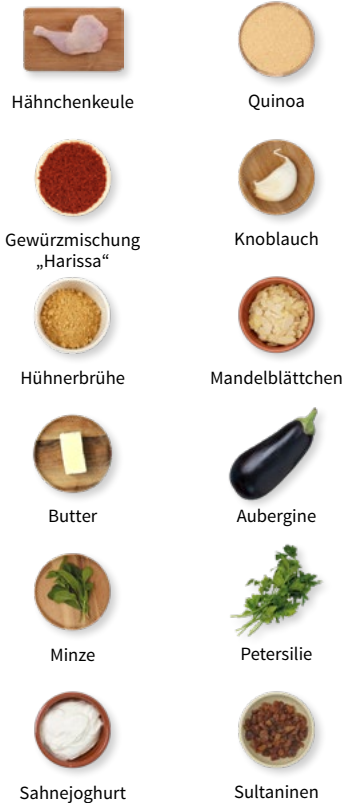 Hähnchenkeule
Quinoa
Gewürzmischung
„Harissa“
Knoblauch
Hühnerbrühe
Mandelblättchen
Butter
Aubergine
Minze
Petersilie
Sahnejoghurt
Sultaninen